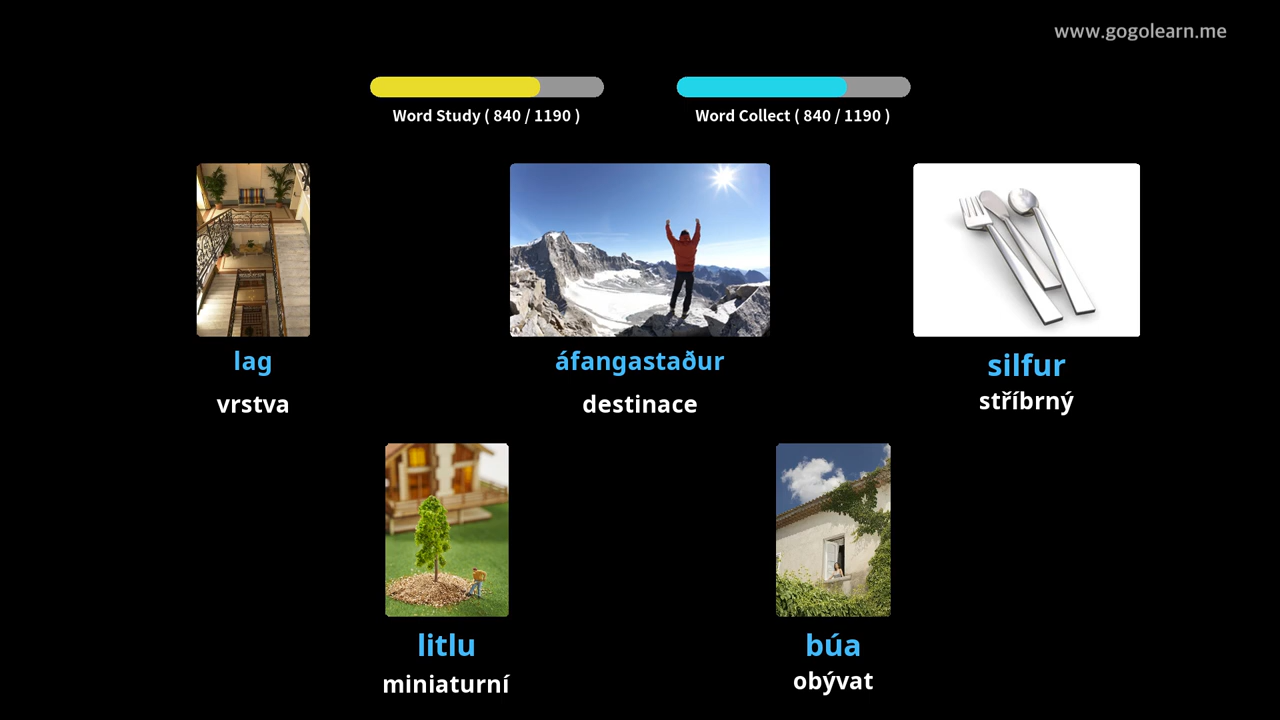 www.gogolearn.me
Word Study ( 840 / 1190 )
Word Collect ( 840 / 1190 )
lag
vrstva
áfangastaður
destinace
silfur
stříbrný
litlu
miniaturní
búa
obývat